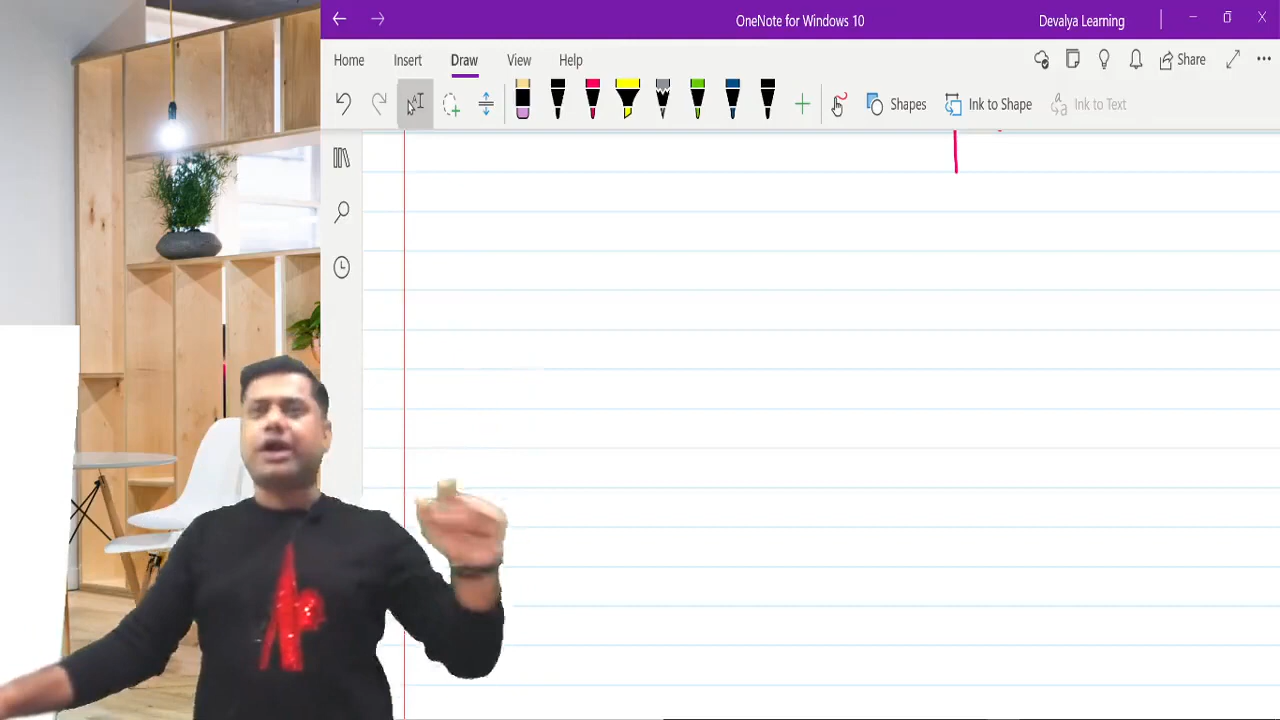 OneNote for Windows 10
Devalya Learning
Home
Insert
Draw
View
Help
Share
Shapes
Ink to Shape
Ink to Text